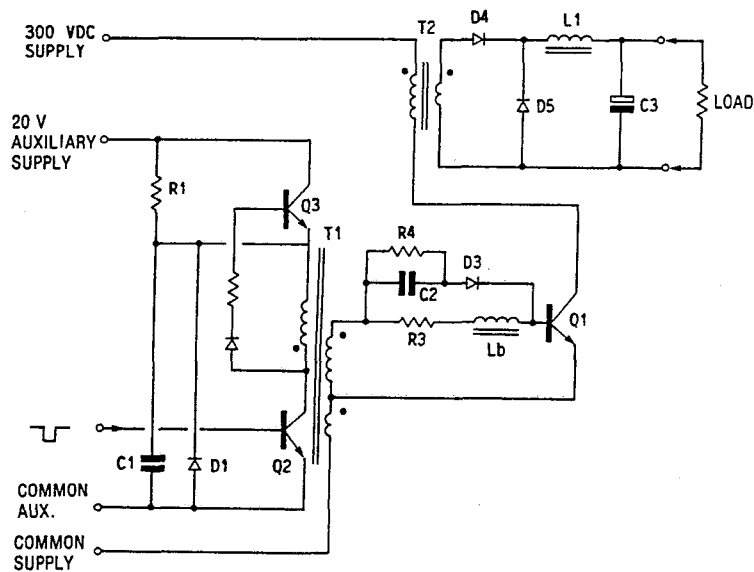 300 VDC
SUPPLY
T2
D4
L1
D5
C3
LOAD
20 V
AUXILIARY
SUPPLY
R1
Q3
T1
R4
C2
D3
R3
Lb
Q1
Q2
C1
D1
COMMON
AUX.
COMMON
SUPPLY